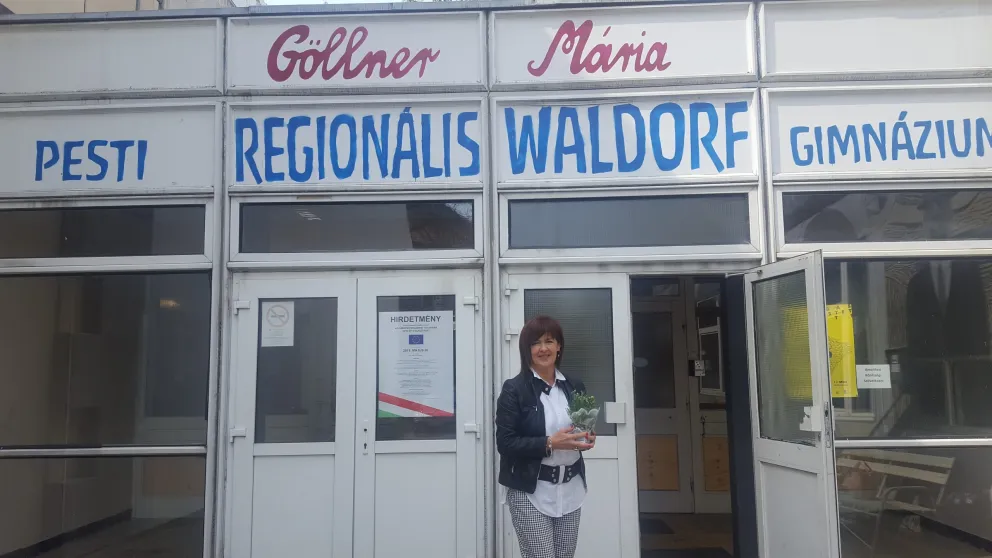 Göllner Mária
PESTI REGIONÁLIS WALDORF GIMNÁZIUM
HIRDETMÉNY